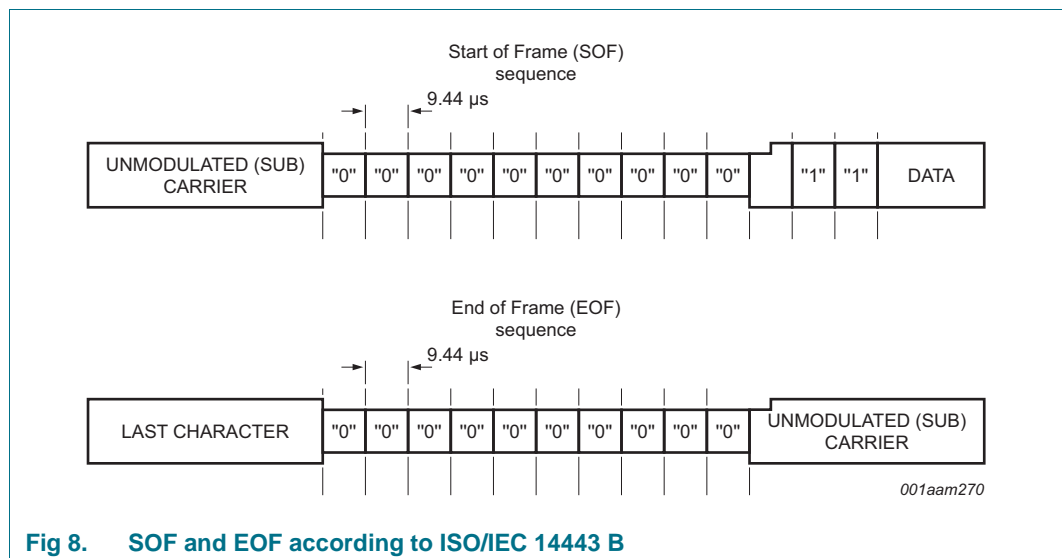 Start of Frame (SOF)
sequence
9.44 μs
UNMODULATED (SUB)
CARRIER
"0" "0" "0" "0" "0" "0" "0" "0" "0" "0" "1" "1" DATA
End of Frame (EOF)
sequence
9.44 μs
LAST CHARACTER "0" "0" "0" "0" "0" "0" "0" "0" "0" "0" UNMODULATED (SUB)
CARRIER
001aam270
Fig 8. SOF and EOF according to ISO/IEC 14443 B